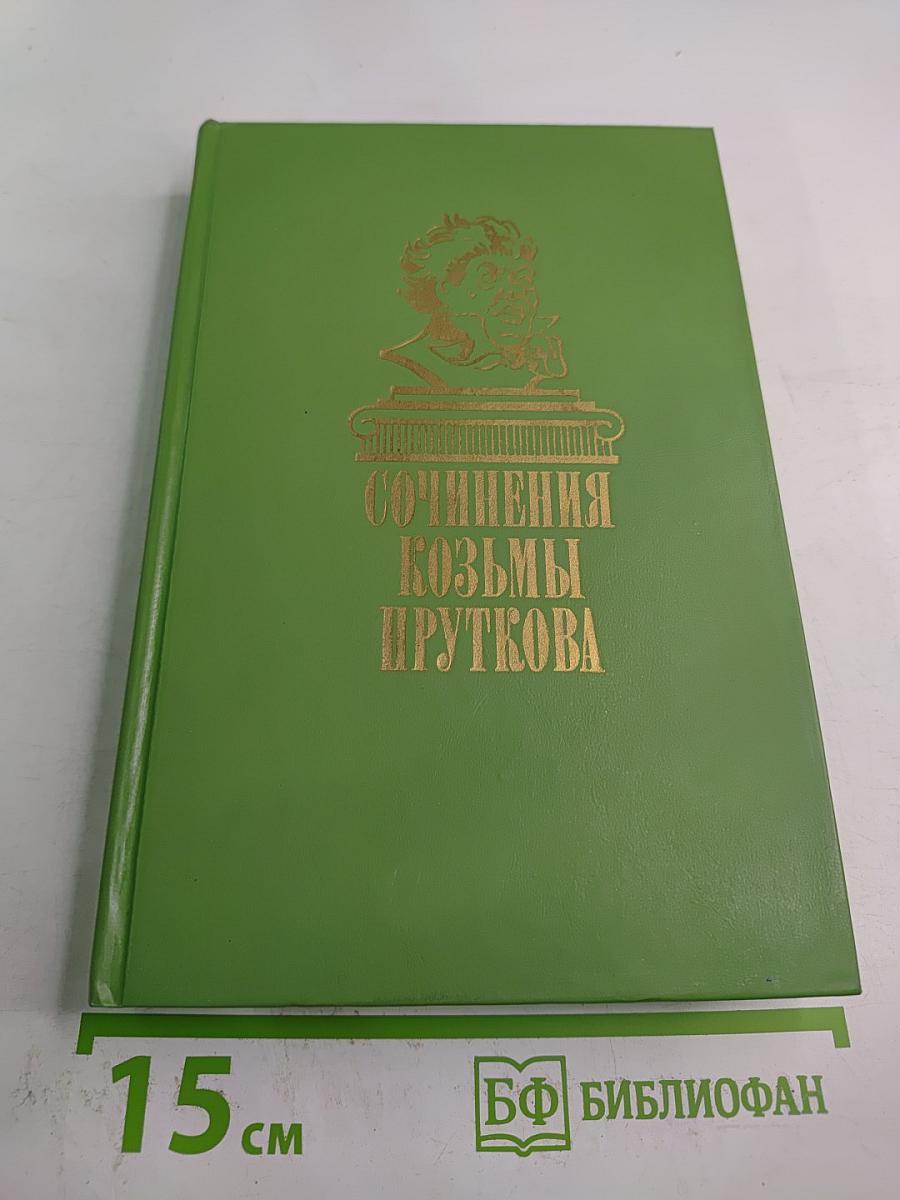 СОЧИНЕНИЯ
КОЗЬМЫ
ПРУТКОВА
15 см
БФ БИБЛИОФАН